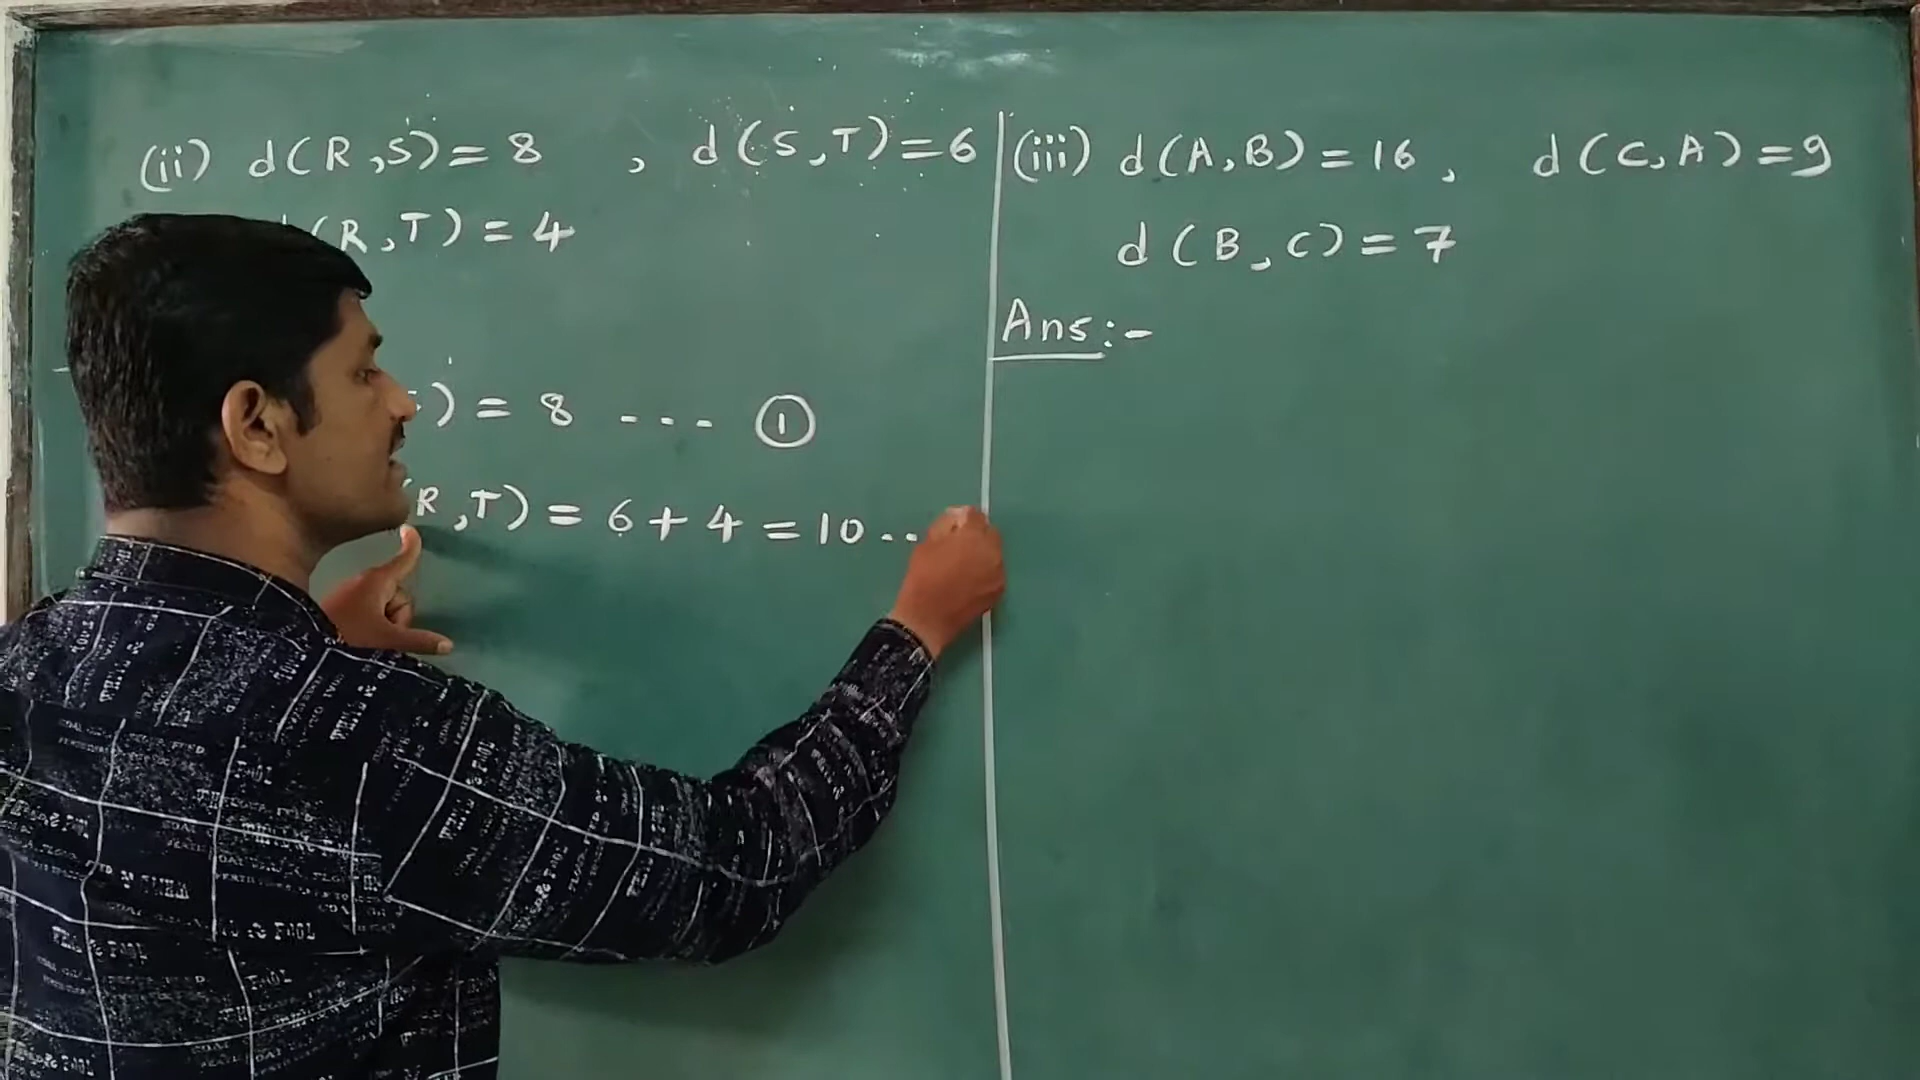 (ii) d(R,S)=8 , d(S,T)=6
(R,T)=4
) = 8 --- ①
(R,T) = 6+4 = 10 --
(iii) d(A,B)=16, d(C,A)=9
d(B,C)=7
Ans:-